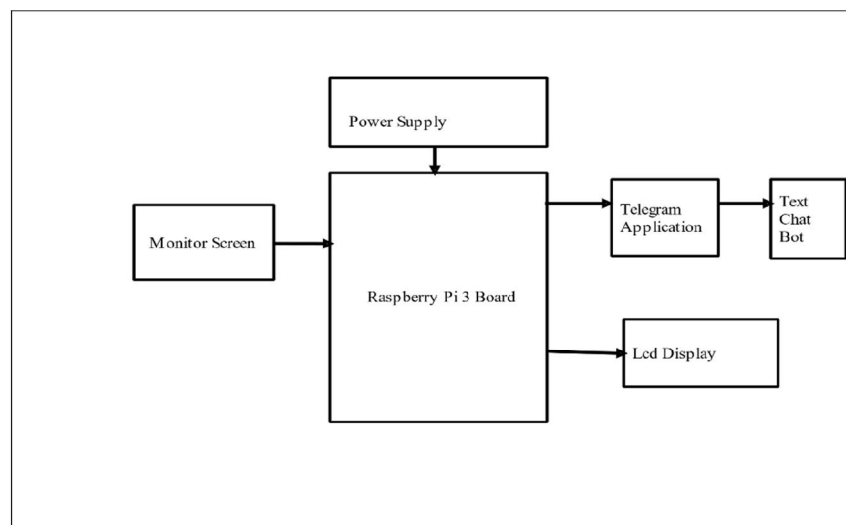 Power Supply
Monitor Screen
Raspberry Pi 3 Board
Telegram
Application
Text
Chat
Bot
Lcd Display